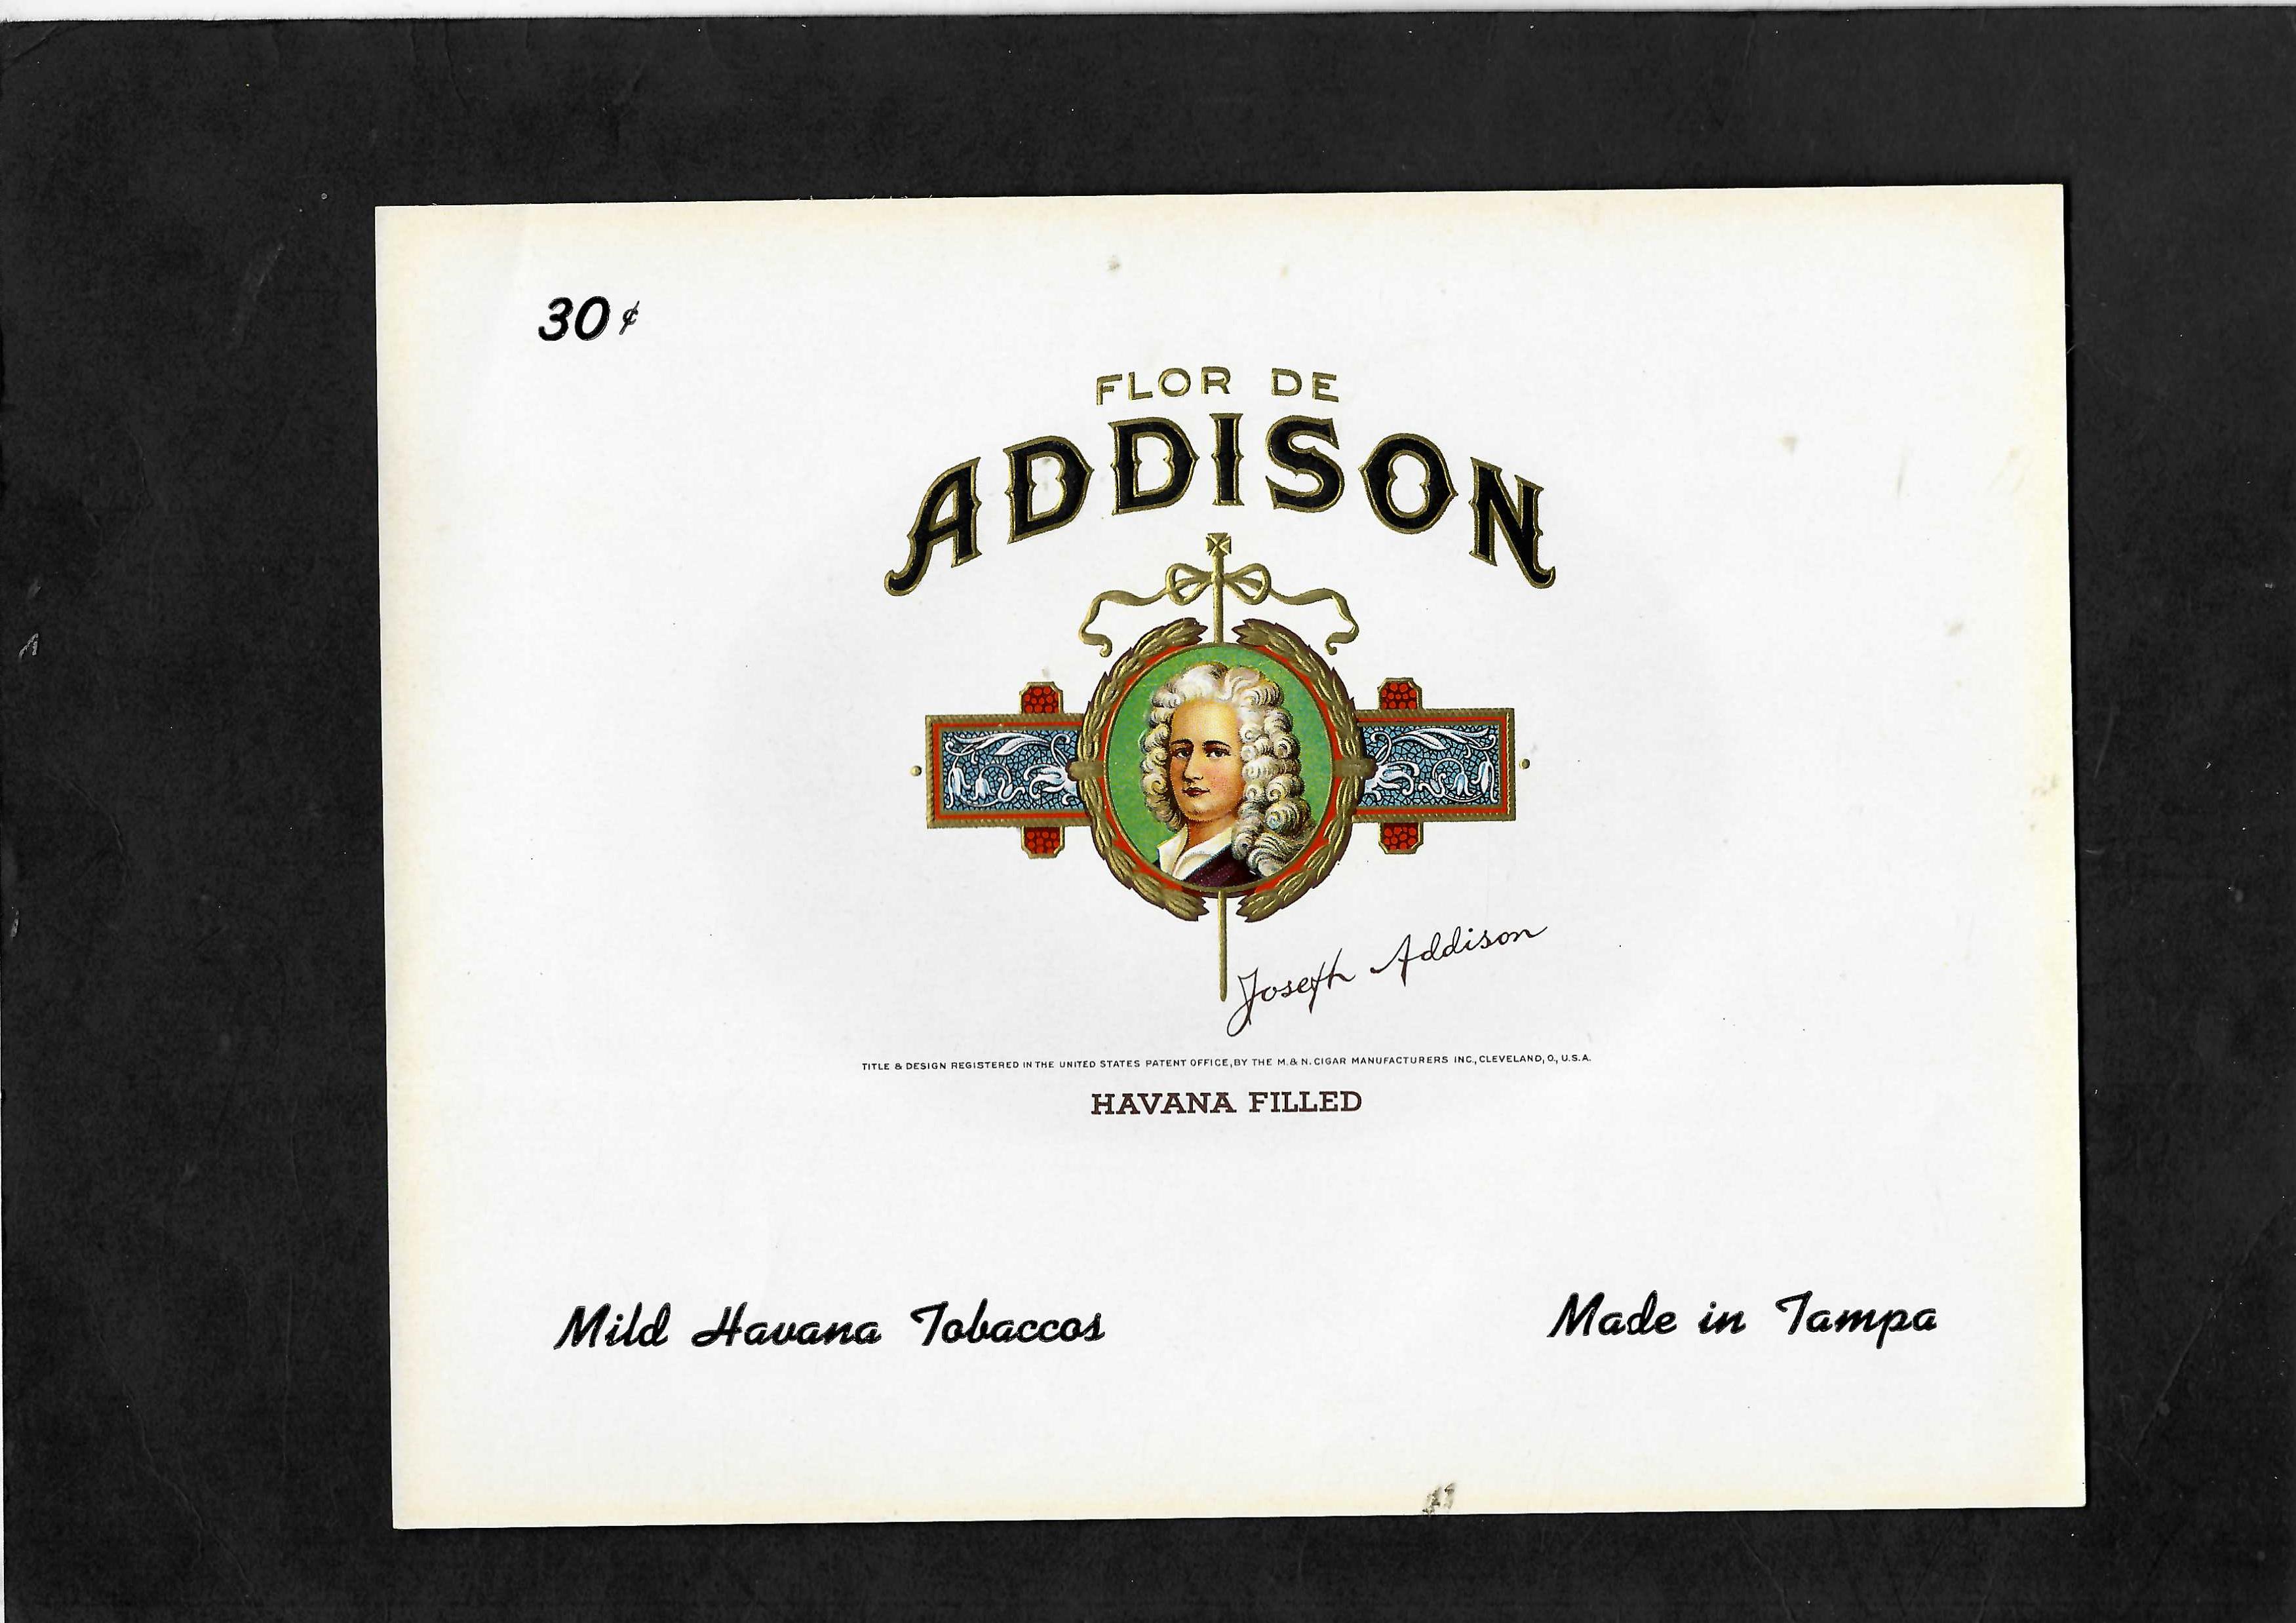 30¢
FLOR DE
ADDISON
Joseph Addison
TITLE & DESIGN REGISTERED IN THE UNITED STATES PATENT OFFICE, BY THE M. & N. CIGAR MANUFACTURERS INC., CLEVELAND, O., U.S.A.
HAVANA FILLED
Mild Havana Tobaccos
Made in Tampa